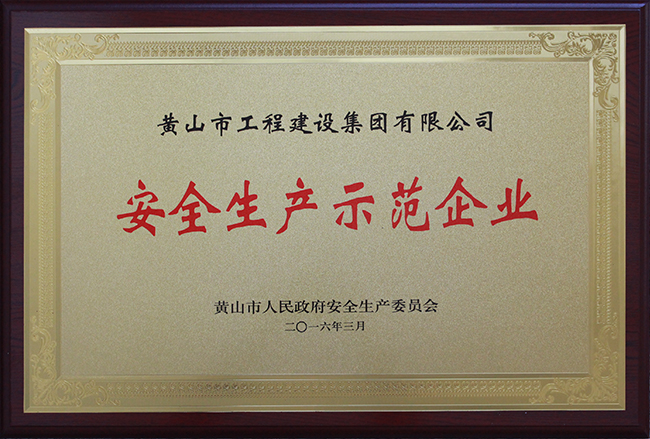 黄山市工程建设集团有限公司
安全生产示范企业
黄山市人民政府安全生产委员会
二〇一六年三月